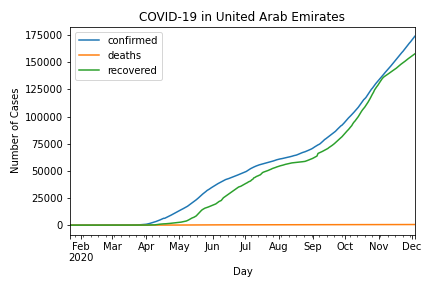 COVID-19 in United Arab Emirates
confirmed
deaths
recovered
Number of Cases
175000
150000
125000
100000
75000
50000
25000
0
Feb Mar Apr May Jun Jul Aug Sep Oct Nov Dec
2020
Day